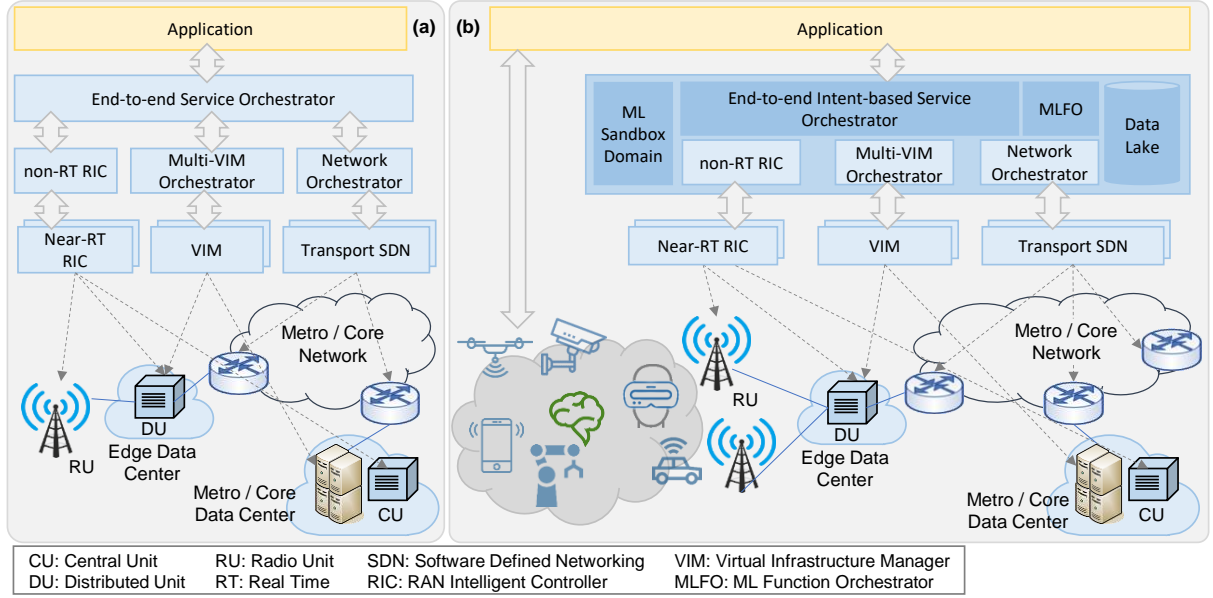 Application
(a)
End-to-end Service Orchestrator
non-RT RIC
Multi-VIM
Orchestrator
Network
Orchestrator
Near-RT
RIC
VIM
Transport SDN
Metro / Core
Network
DU
RU
Edge Data
Center
Metro / Core
Data Center
CU
(b)
Application
ML
Sandbox
Domain
End-to-end Intent-based Service
Orchestrator
MLFO
Data
Lake
non-RT RIC
Multi-VIM
Orchestrator
Network
Orchestrator
Near-RT RIC
VIM
Transport SDN
Metro / Core
Network
RU
DU
Edge Data
Center
Metro / Core
Data Center
CU
CU: Central Unit RU: Radio Unit SDN: Software Defined Networking VIM: Virtual Infrastructure Manager
DU: Distributed Unit RT: Real Time RIC: RAN Intelligent Controller MLFO: ML Function Orchestrator